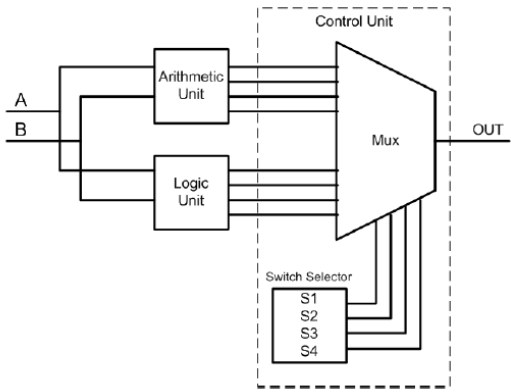 Control Unit
A
B
Arithmetic
Unit
Logic
Unit
Mux
OUT
Switch Selector
S1
S2
S3
S4